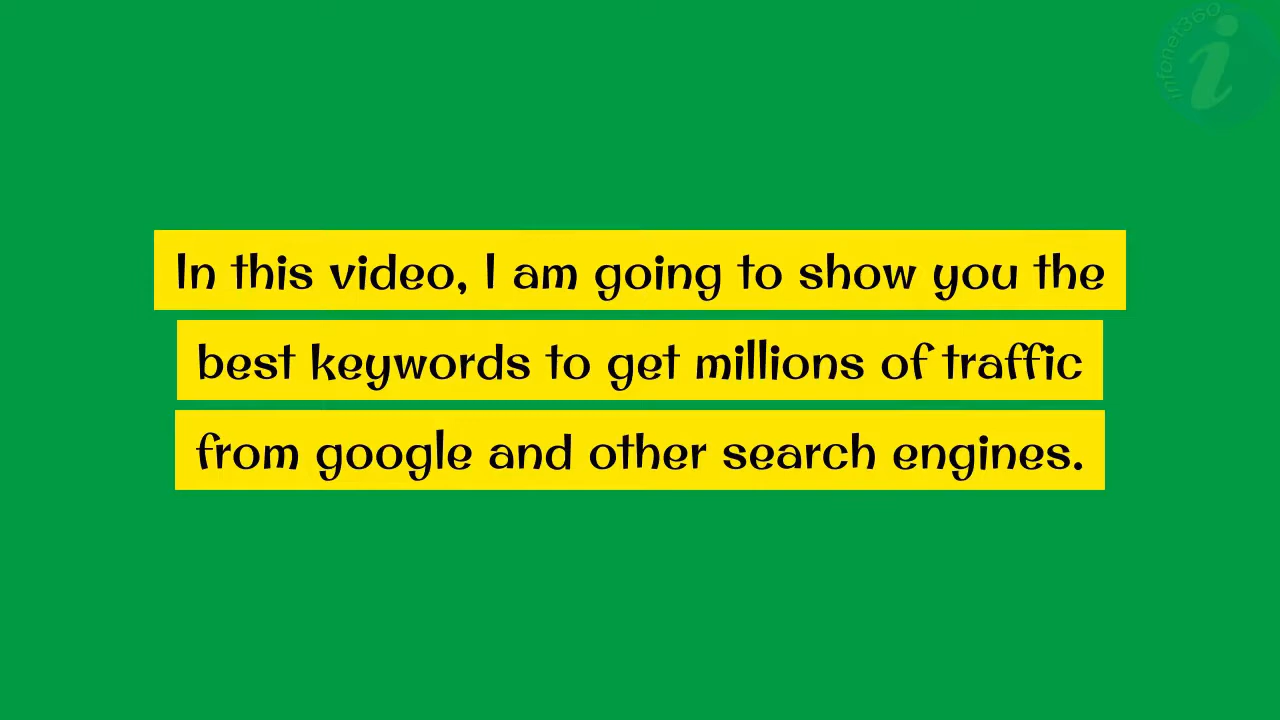 infonet360
i
In this video, I am going to show you the
best keywords to get millions of traffic
from google and other search engines.